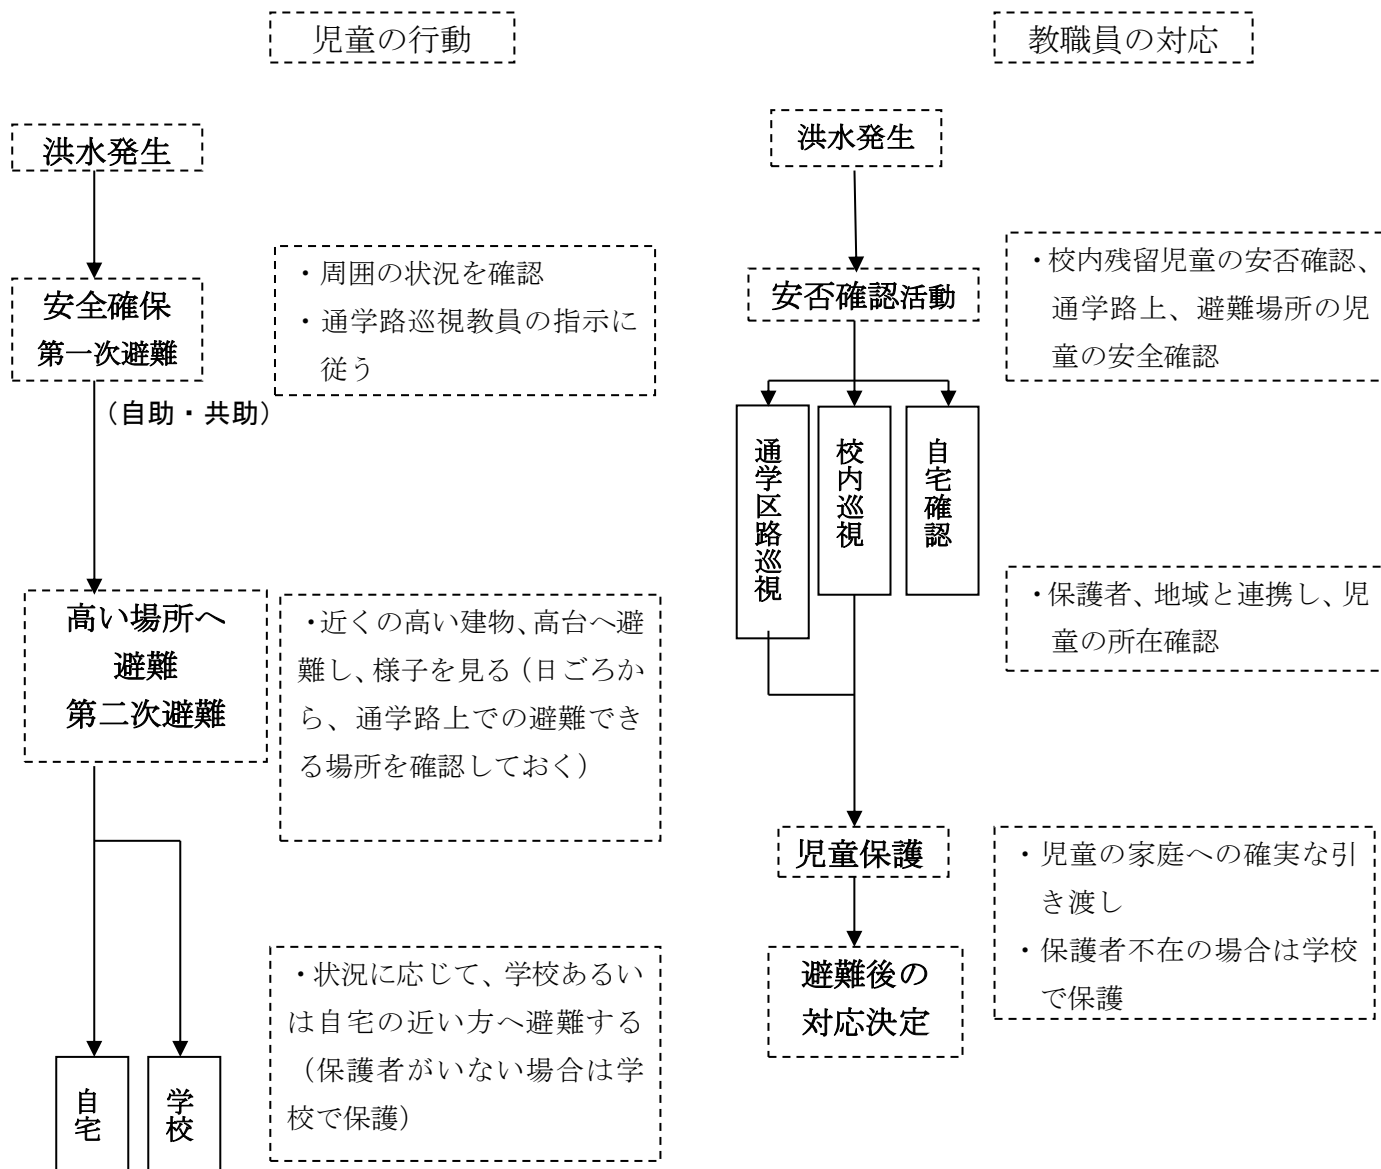 児童の行動
教職員の対応
洪水発生
安全確保
第一次避難
・周囲の状況を確認
・通学路巡視教員の指示に
従う
（自助・共助）
高い場所へ
避難
第二次避難
・近くの高い建物、高台へ避
難し、様子を見る（日ごろか
ら、通学路上での避難でき
る場所を確認しておく）
・状況に応じて、学校あるい
は自宅の近い方へ避難する
（保護者がいない場合は学
校で保護）
自宅
学校
洪水発生
安否確認活動
・校内残留児童の安否確認、
通学路上、避難場所の児
童の安全確認
通学区路巡視
校内巡視
自宅確認
・保護者、地域と連携し、児
童の所在確認
児童保護
・児童の家庭への確実な引
き渡し
・保護者不在の場合は学校
で保護
避難後の
対応決定